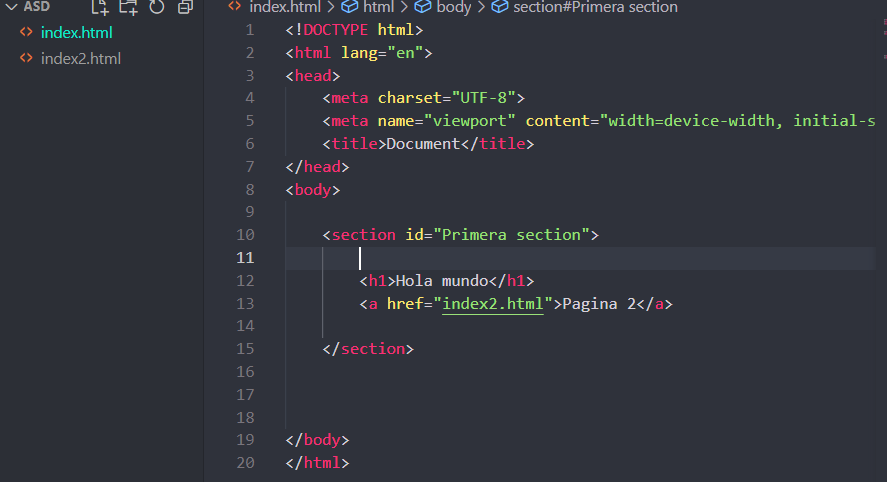 ASD
index.html
index2.html
index.html > html > body > section#Primera section
1 <!DOCTYPE html>
2 <html lang="en">
3 <head>
4 <meta charset="UTF-8">
5 <meta name="viewport" content="width=device-width, initial-s
6 <title>Document</title>
7 </head>
8 <body>
9
10 <section id="Primera section">
11
12 <h1>Hola mundo</h1>
13 <a href="index2.html">Pagina 2</a>
14
15 </section>
16
17
18
19 </body>
20 </html>